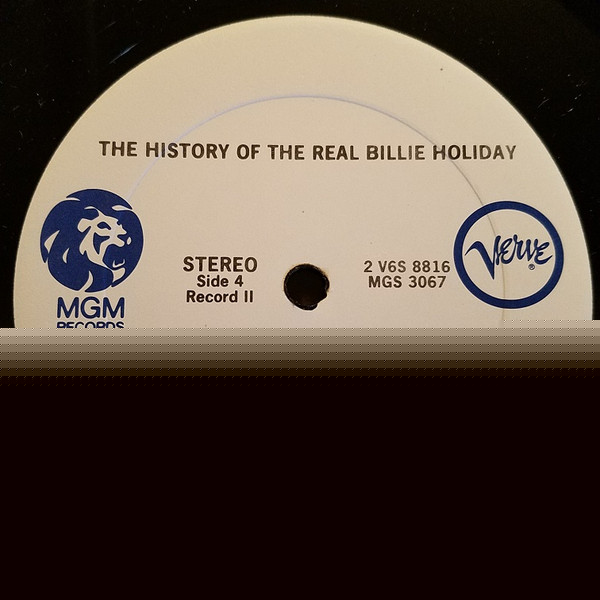 THE HISTORY OF THE REAL BILLIE HOLIDAY
MGM
RECORDS
STEREO
Side 4
Record II
2 V6S 8816
MGS 3067
Verve
®